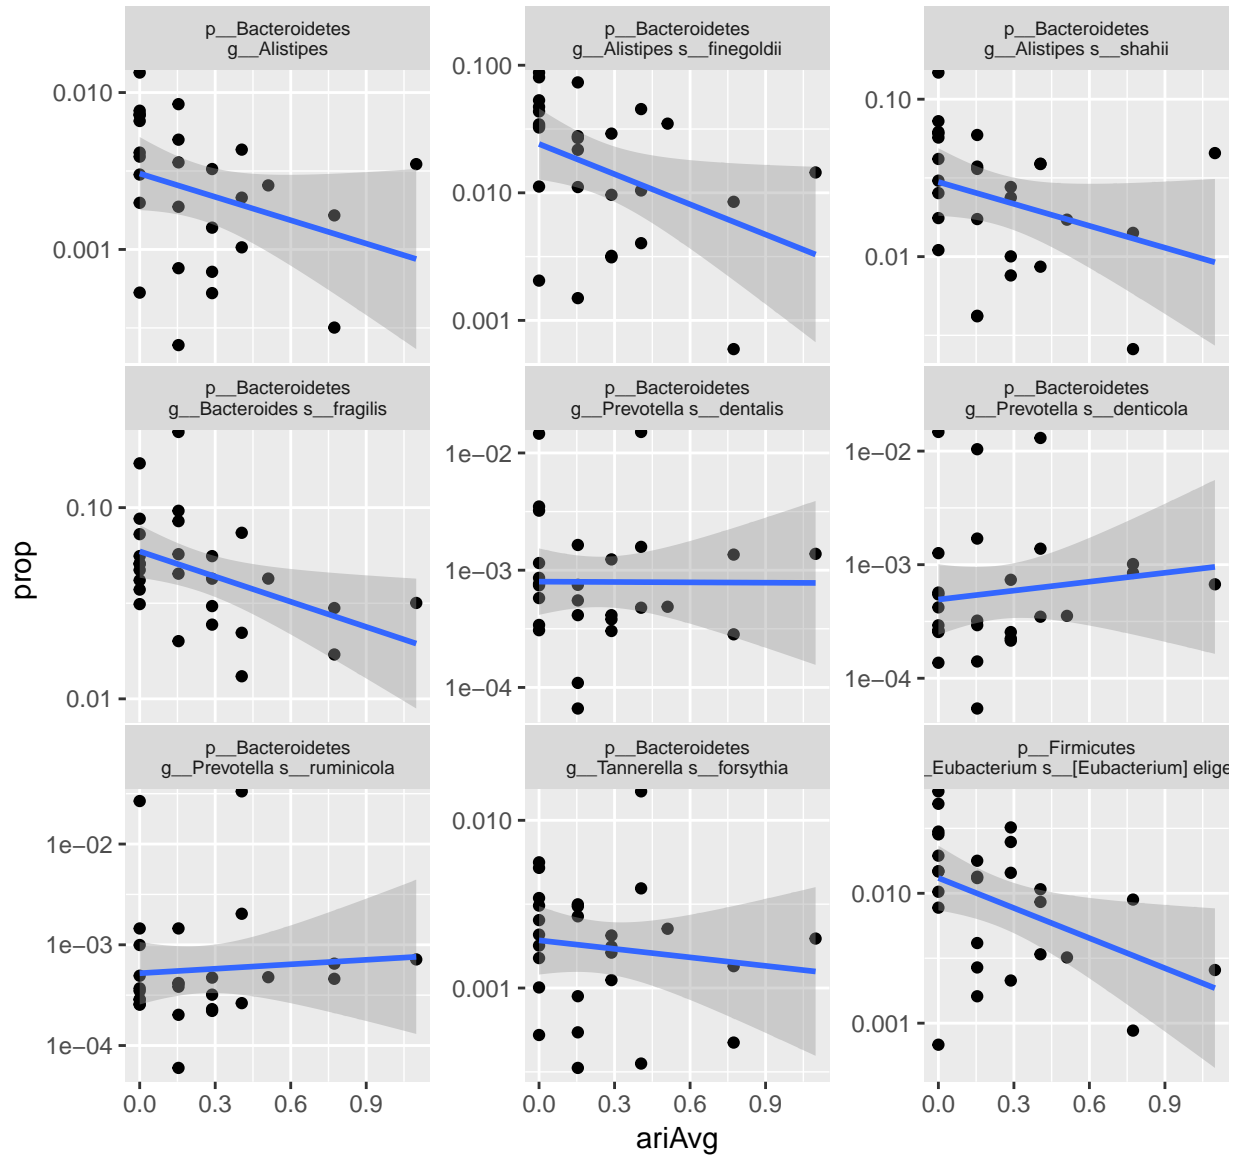 p__Bacteroidetes
g__Alistipes
p__Bacteroidetes
g__Alistipes s__finegoldii
p__Bacteroidetes
g__Alistipes s__shahii
0.010
0.001
0.100
0.010
0.001
0.10
0.01
p__Bacteroidetes
g__Bacteroides s__fragilis
p__Bacteroidetes
g__Prevotella s__dentalis
p__Bacteroidetes
g__Prevotella s__denticola
0.10
0.01
1e−02
1e−03
1e−04
1e−02
1e−03
1e−04
prop
p__Bacteroidetes
g__Prevotella s__ruminicola
p__Bacteroidetes
g__Tannerella s__forsythia
p__Firmicutes
_Eubacterium s__[Eubacterium] elige
1e−02
1e−03
1e−04
0.010
0.001
0.010
0.001
0.0 0.3 0.6 0.9
0.0 0.3 0.6 0.9
0.0 0.3 0.6 0.9
ariAvg